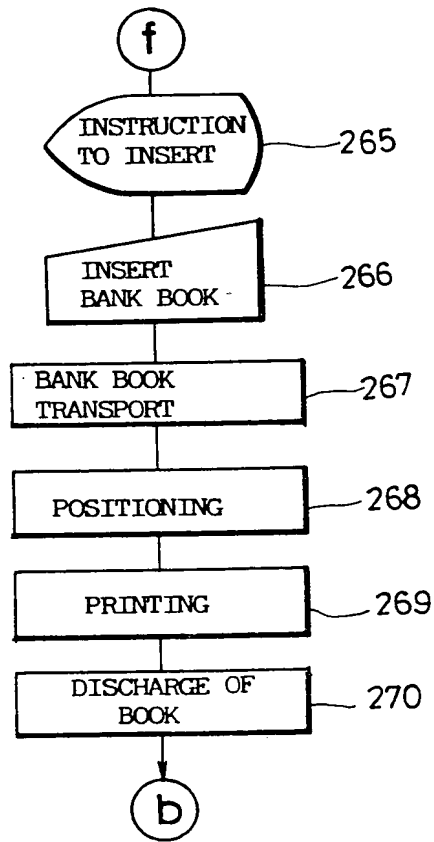 f
INSTRUCTION
TO INSERT
265
INSERT
BANK BOOK
266
BANK BOOK
TRANSPORT
267
POSITIONING
268
PRINTING
269
DISCHARGE OF
BOOK
270
b